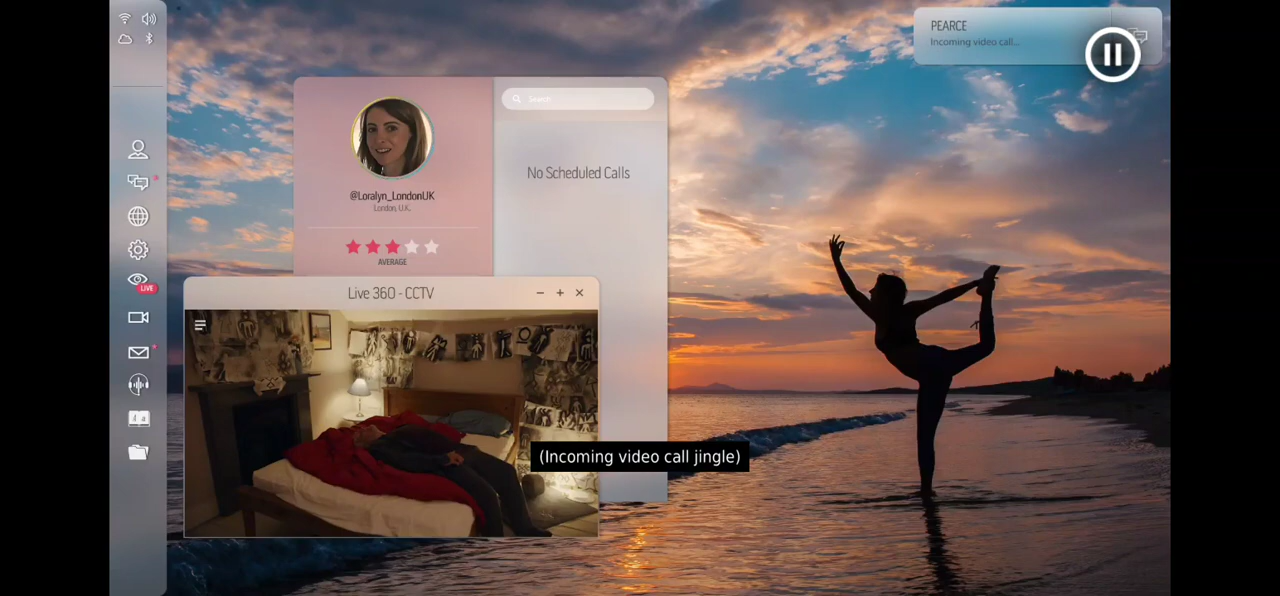 PEARCE
Incoming video call...
Search
No Scheduled Calls
@Loralyn_LondonUK
London, U.K.
AVERAGE
LIVE
Live 360 - CCTV
(Incoming video call jingle)